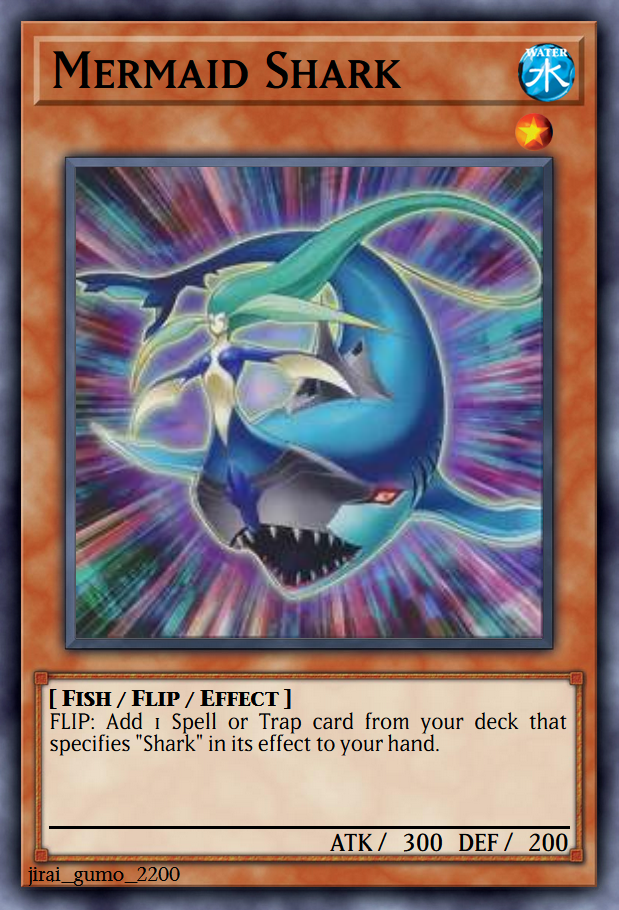 Mermaid Shark
WATER
水
[ Fish / Flip / Effect ]
FLIP: Add 1 Spell or Trap card from your deck that
specifies "Shark" in its effect to your hand.
ATK / 300 DEF / 200
jirai_gumo_2200